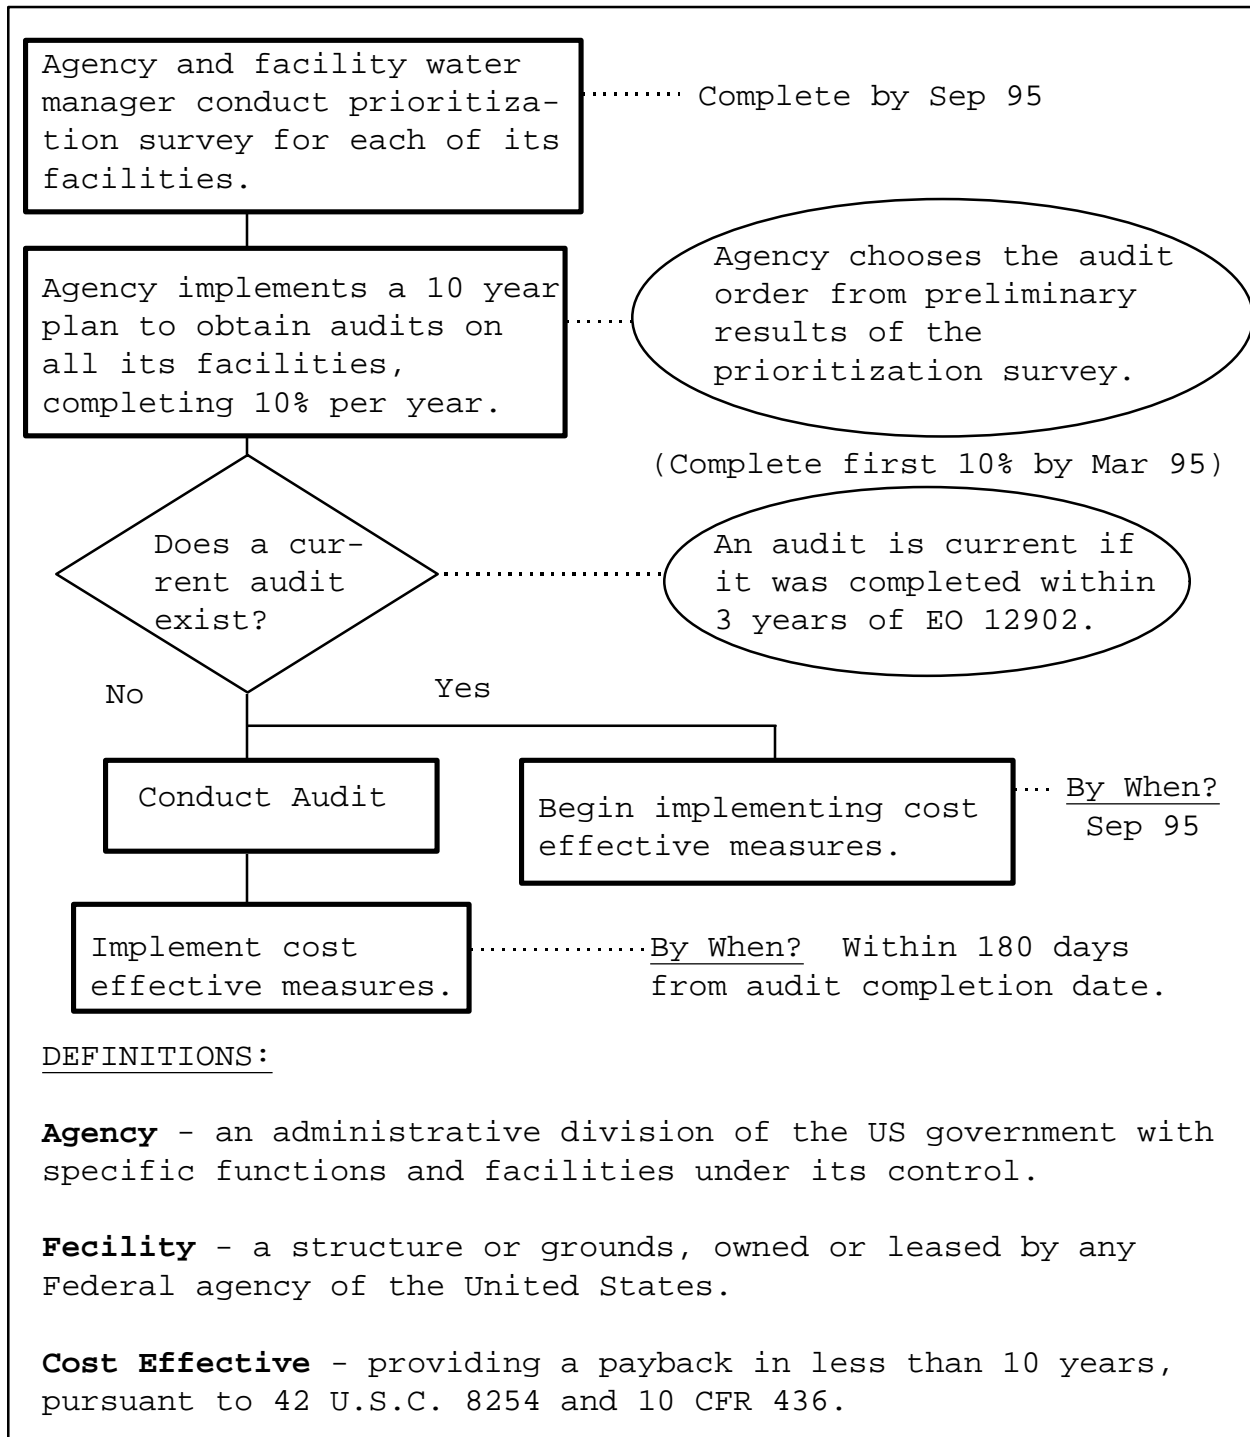 Agency and facility water
manager conduct prioritiza-
tion survey for each of its
facilities.
Complete by Sep 95
Agency implements a 10 year
plan to obtain audits on
all its facilities,
completing 10% per year.
Agency chooses the audit
order from preliminary
results of the
prioritization survey.
(Complete first 10% by Mar 95)
Does a cur-
rent audit
exist?
An audit is current if
it was completed within
3 years of EO 12902.
No
Yes
Conduct Audit
Begin implementing cost
effective measures.
By When?
Sep 95
Implement cost
effective measures.
By When? Within 180 days
from audit completion date.
DEFINITIONS:
Agency - an administrative division of the US government with
specific functions and facilities under its control.
Fecility - a structure or grounds, owned or leased by any
Federal agency of the United States.
Cost Effective - providing a payback in less than 10 years,
pursuant to 42 U.S.C. 8254 and 10 CFR 436.